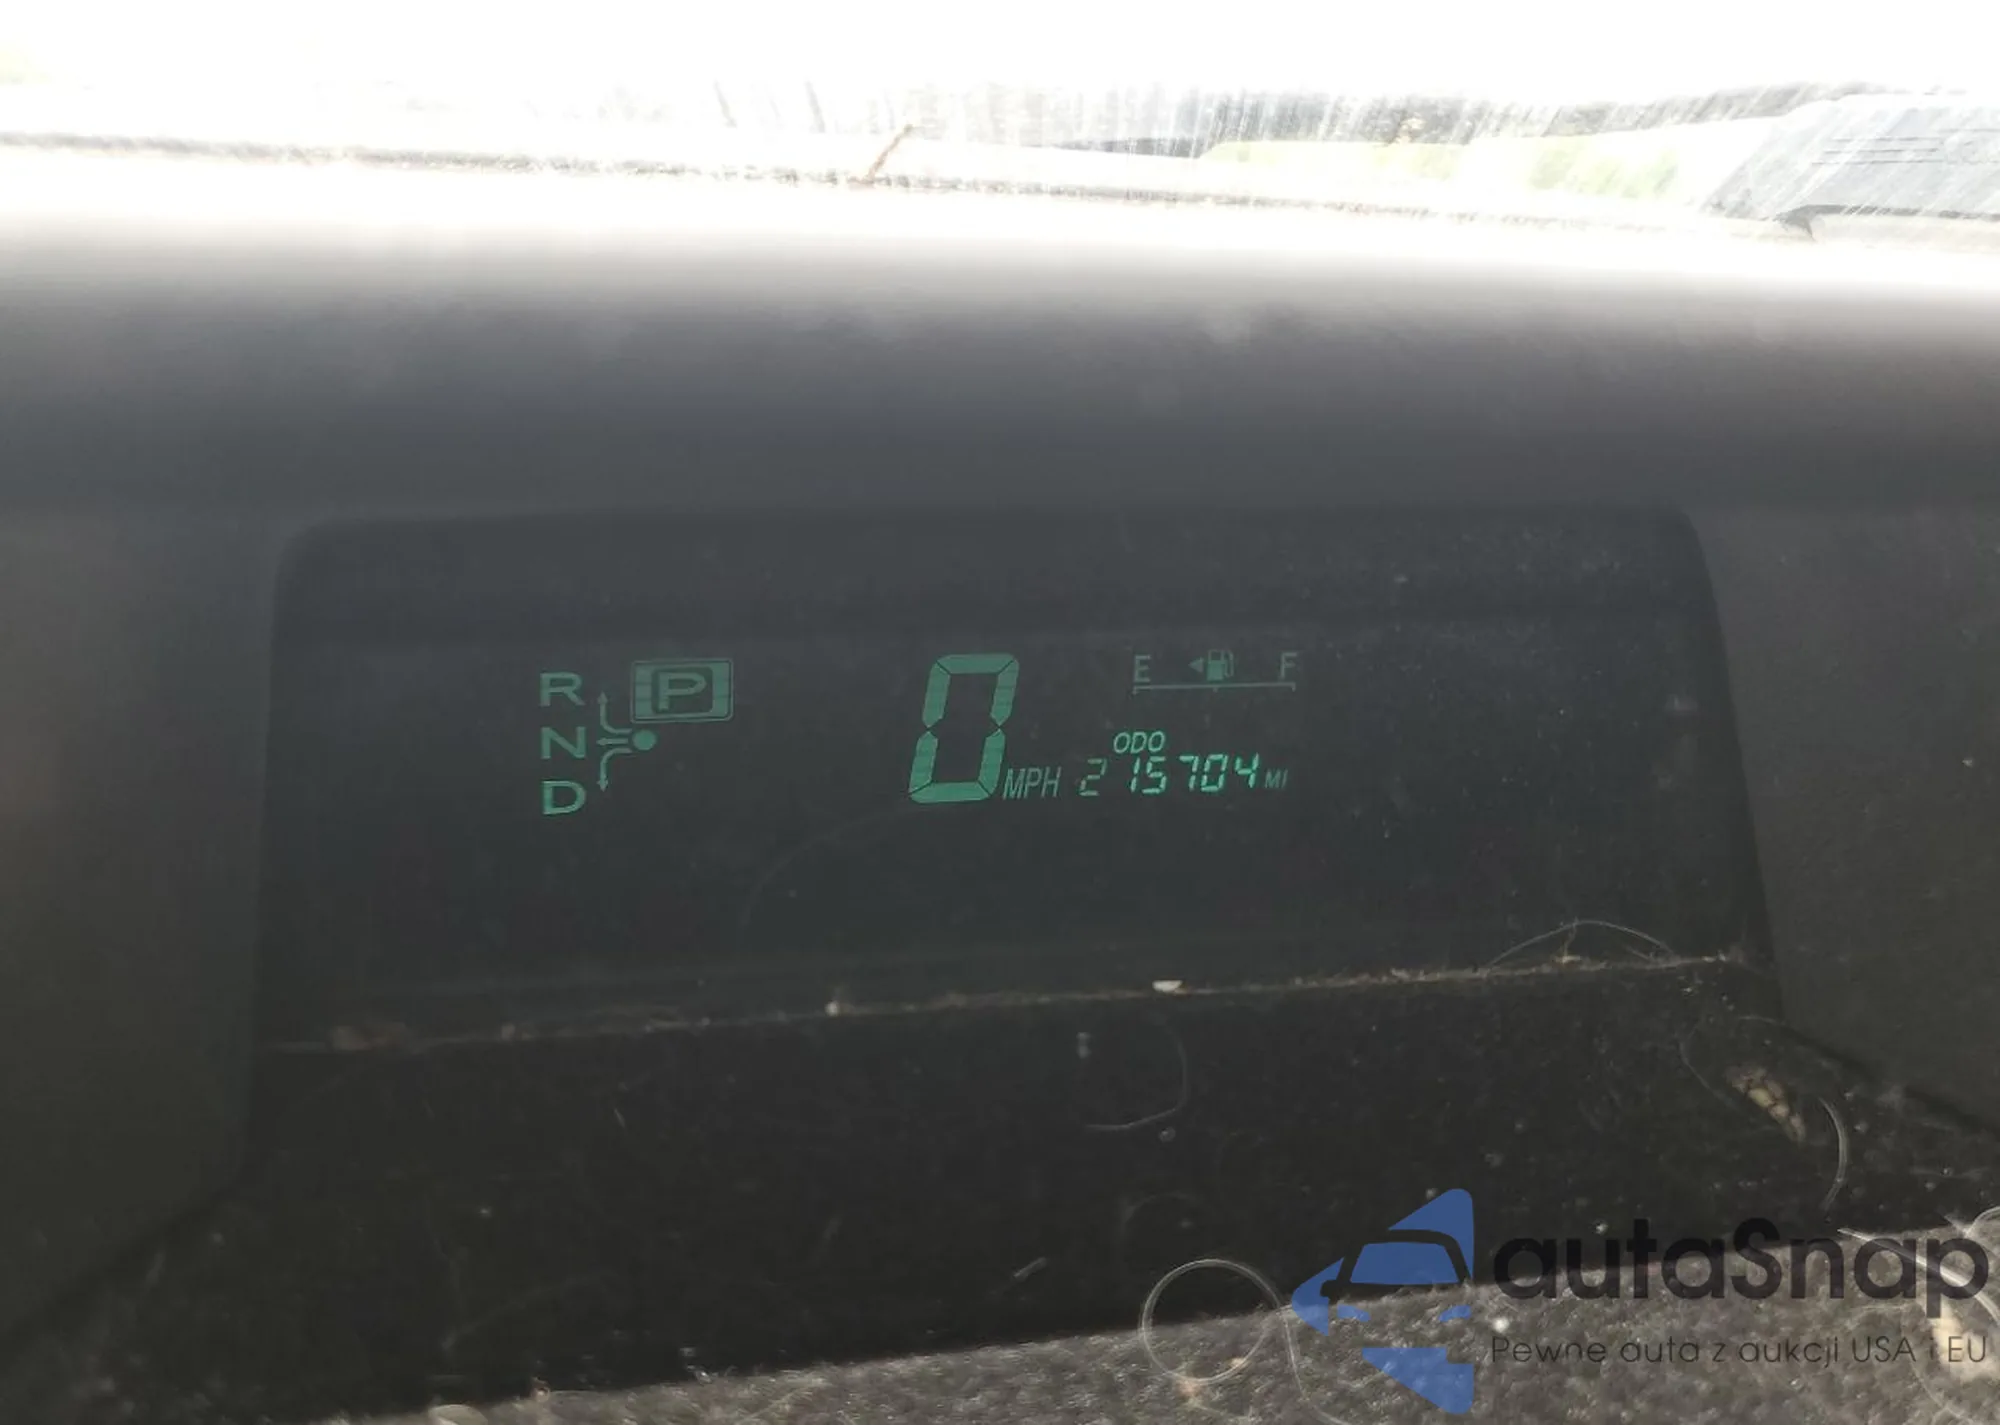 R P
N
D
0 MPH
E F
ODO
215704 MI
autaSnap
Pewne auta z aukcji USA i EU